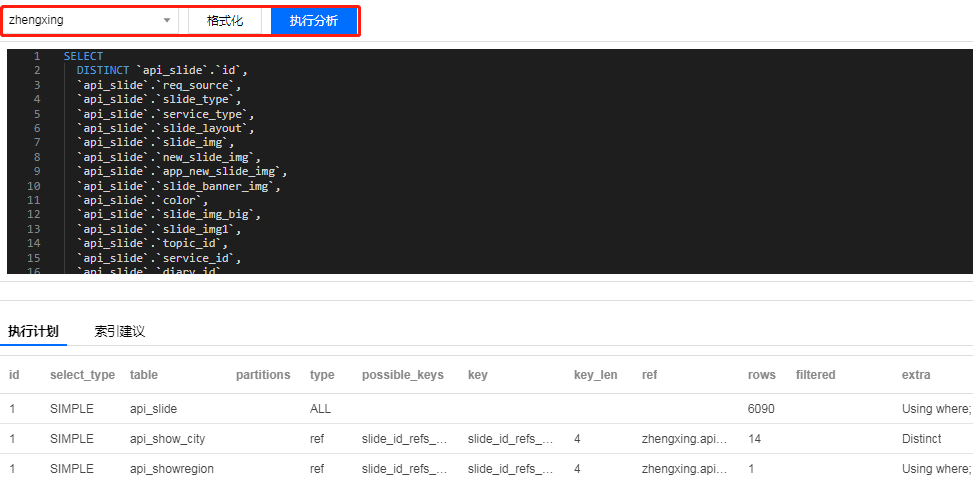 zhengxing 格式化 执行分析
1 SELECT
2 DISTINCT `api_slide`.`id`,
3 `api_slide`.`req_source`,
4 `api_slide`.`slide_type`,
5 `api_slide`.`service_type`,
6 `api_slide`.`slide_layout`,
7 `api_slide`.`slide_img`,
8 `api_slide`.`new_slide_img`,
9 `api_slide`.`app_new_slide_img`,
10 `api_slide`.`slide_banner_img`,
11 `api_slide`.`color`,
12 `api_slide`.`slide_img_big`,
13 `api_slide`.`slide_img1`,
14 `api_slide`.`topic_id`,
15 `api_slide`.`service_id`,
16 `api_slide`.`diary_id`
执行计划 索引建议
id select_type table partitions type possible_keys key key_len ref rows filtered extra
1 SIMPLE api_slide ALL 6090 Using where;
1 SIMPLE api_show_city ref slide_id_refs_... slide_id_refs_... 4 zhengxing.api... 14 Distinct
1 SIMPLE api_showregion ref slide_id_refs_... slide_id_refs_... 4 zhengxing.api... 1 Using where;